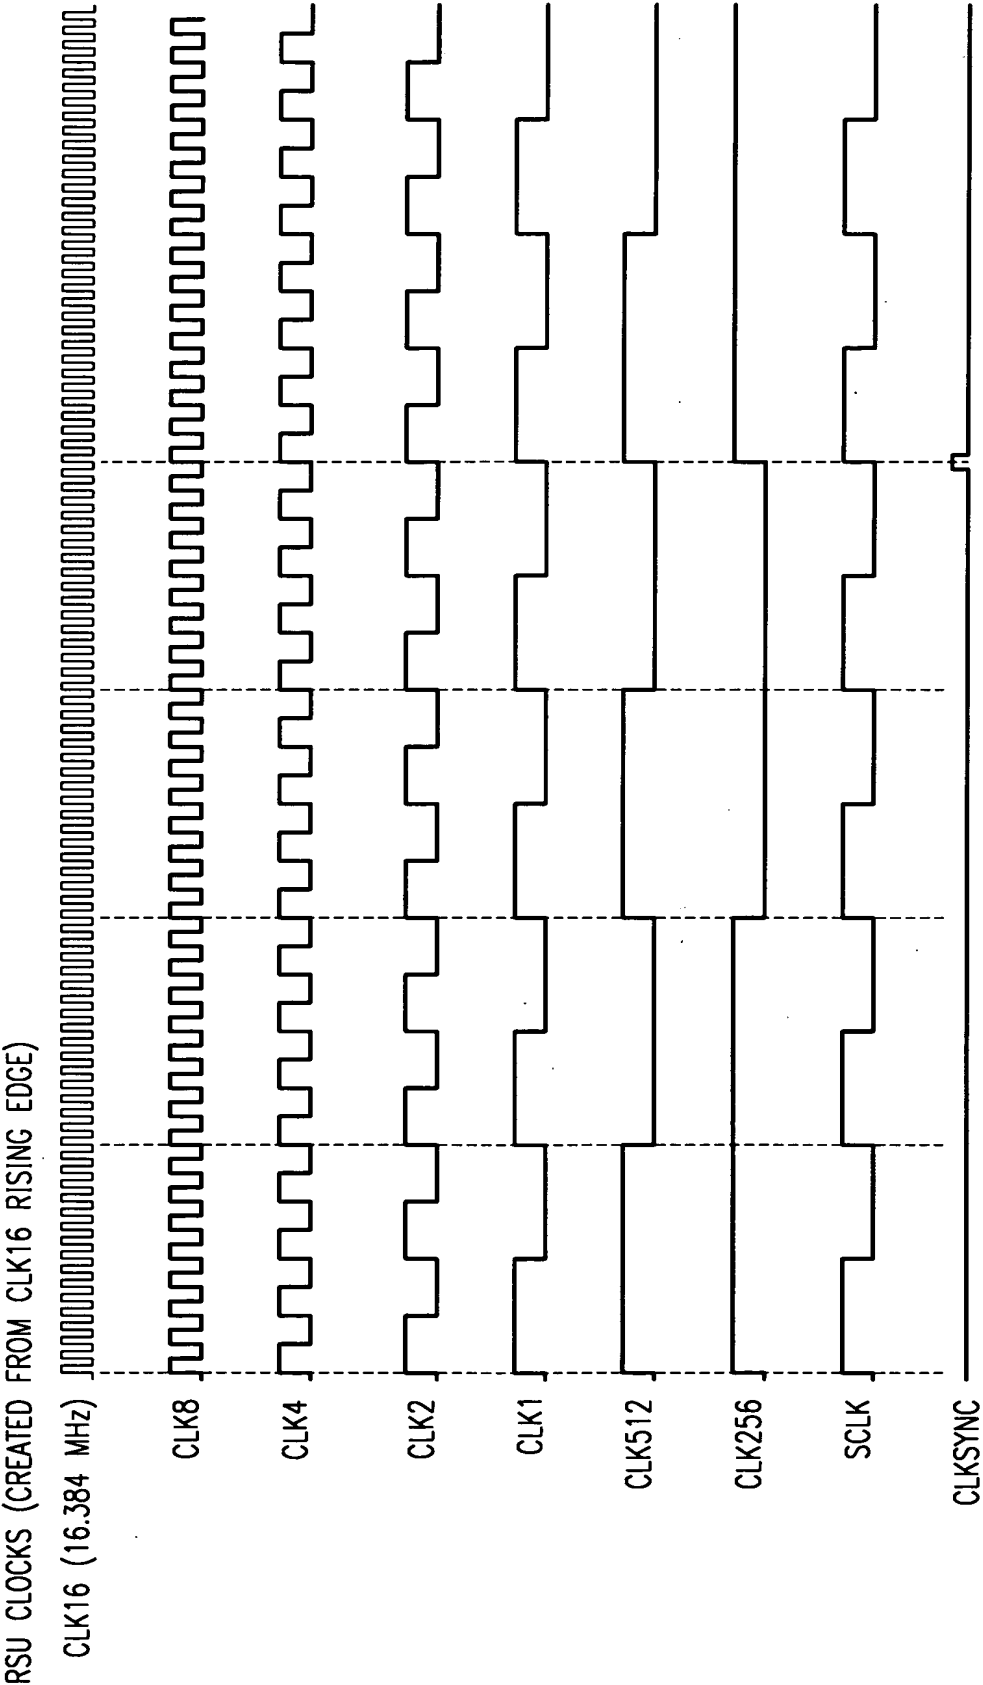 RSU CLOCKS (CREATED FROM CLK16 RISING EDGE)
CLK16 (16.384 MHz)
CLK8
CLK4
CLK2
CLK1
CLK512
CLK256
SCLK
CLKSYNC